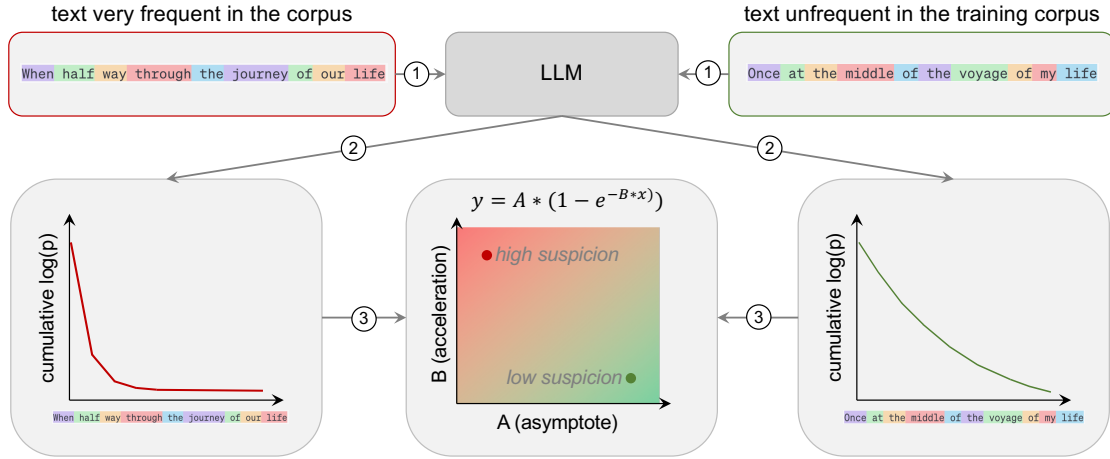 text very frequent in the corpus
text unfrequent in the training corpus
When half way through the journey of our life
1
LLM
1
Once at the middle of the voyage of my life
2
2
cumulative log(p)
When half way through the journey of our life
3
y = A ∗ (1 − e^{−B∗x}))
B (acceleration)
high suspicion
low suspicion
A (asymptote)
3
cumulative log(p)
Once at the middle of the voyage of my life